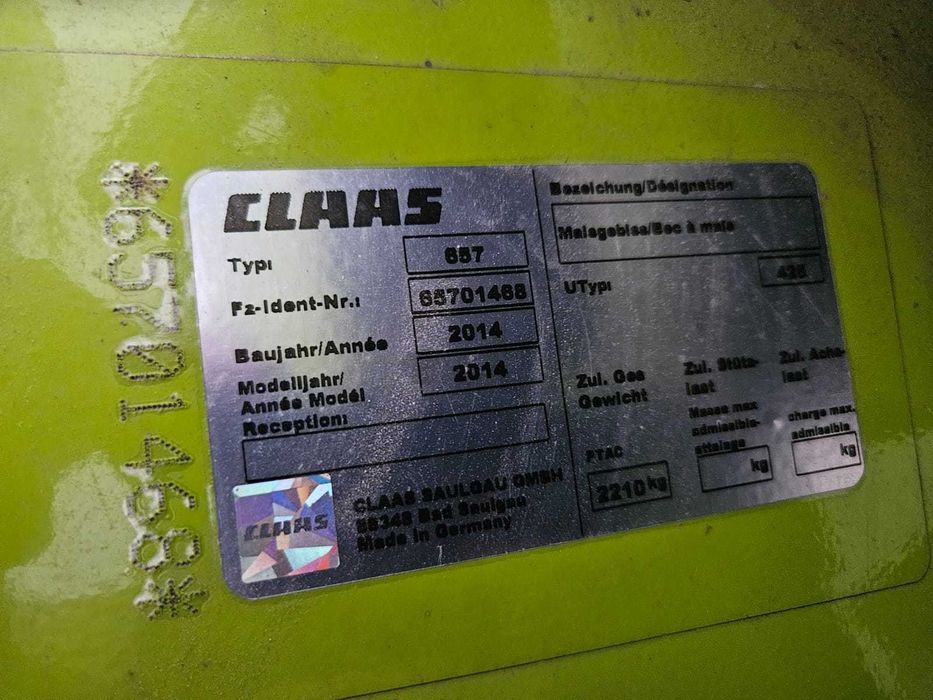 *65701468*
CLAAS
Typ: 657
Fz-Ident-Nr.: 65701468
Baujahr/Année 2014
Modelljahr/
Année Modél 2014
Reception:
CLAAS
CLAAS SAULGAU GMBH
88348 Bad Saulgau
Made in Germany
Bezeichung/Désignation
Maisgebiss/Bec à maïs
UTyp:
Zul. Ges
Gewicht
PTAC
2210 kg
Zul. Stütz-
last
Masse max
admissible-
attelage
kg
Zul. Achs-
last
charge max.
admissible
kg